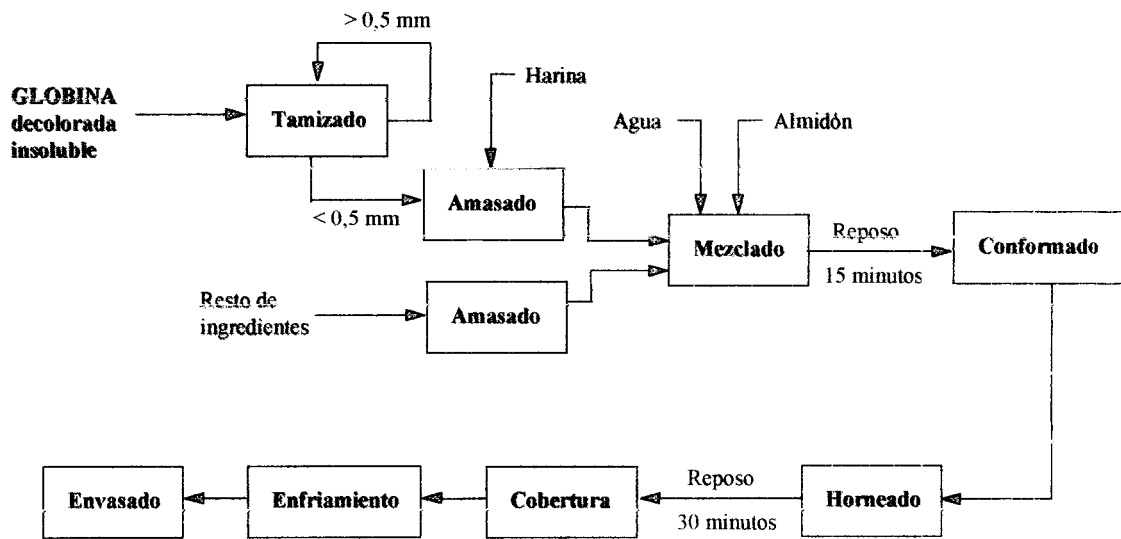 > 0,5 mm
GLOBINA
decolorada
insoluble
Tamizado
Harina
< 0,5 mm
Amasado
Agua
Almidón
Mezclado
Reposo
15 minutos
Conformado
Resto de
ingredientes
Amasado
Envasado
Enfriamiento
Cobertura
Reposo
30 minutos
Horneado